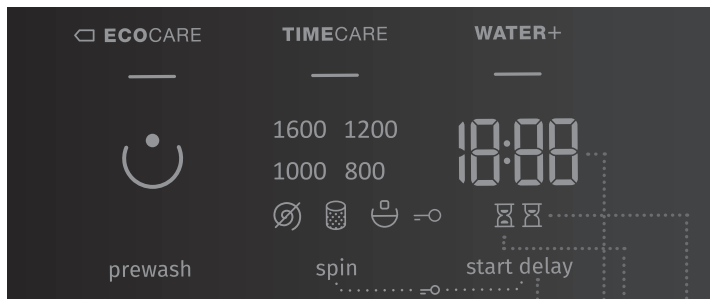 ECOCARE TIMECARE WATER+
1600 1200
18:88
1000 800
prewash spin start delay